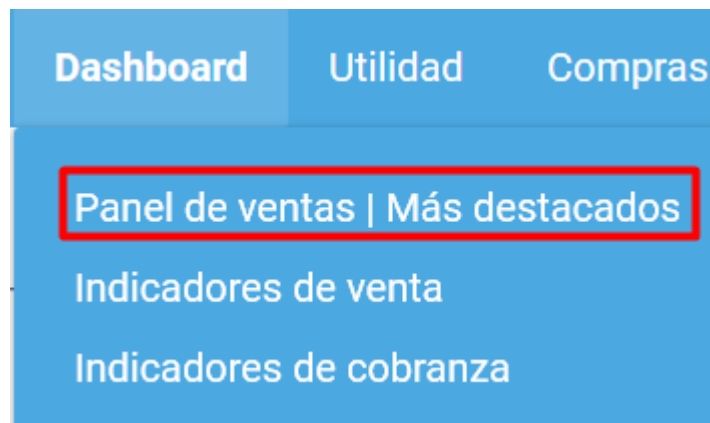 Dashboard Utilidad Compras
Panel de ventas | Más destacados
Indicadores de venta
Indicadores de cobranza